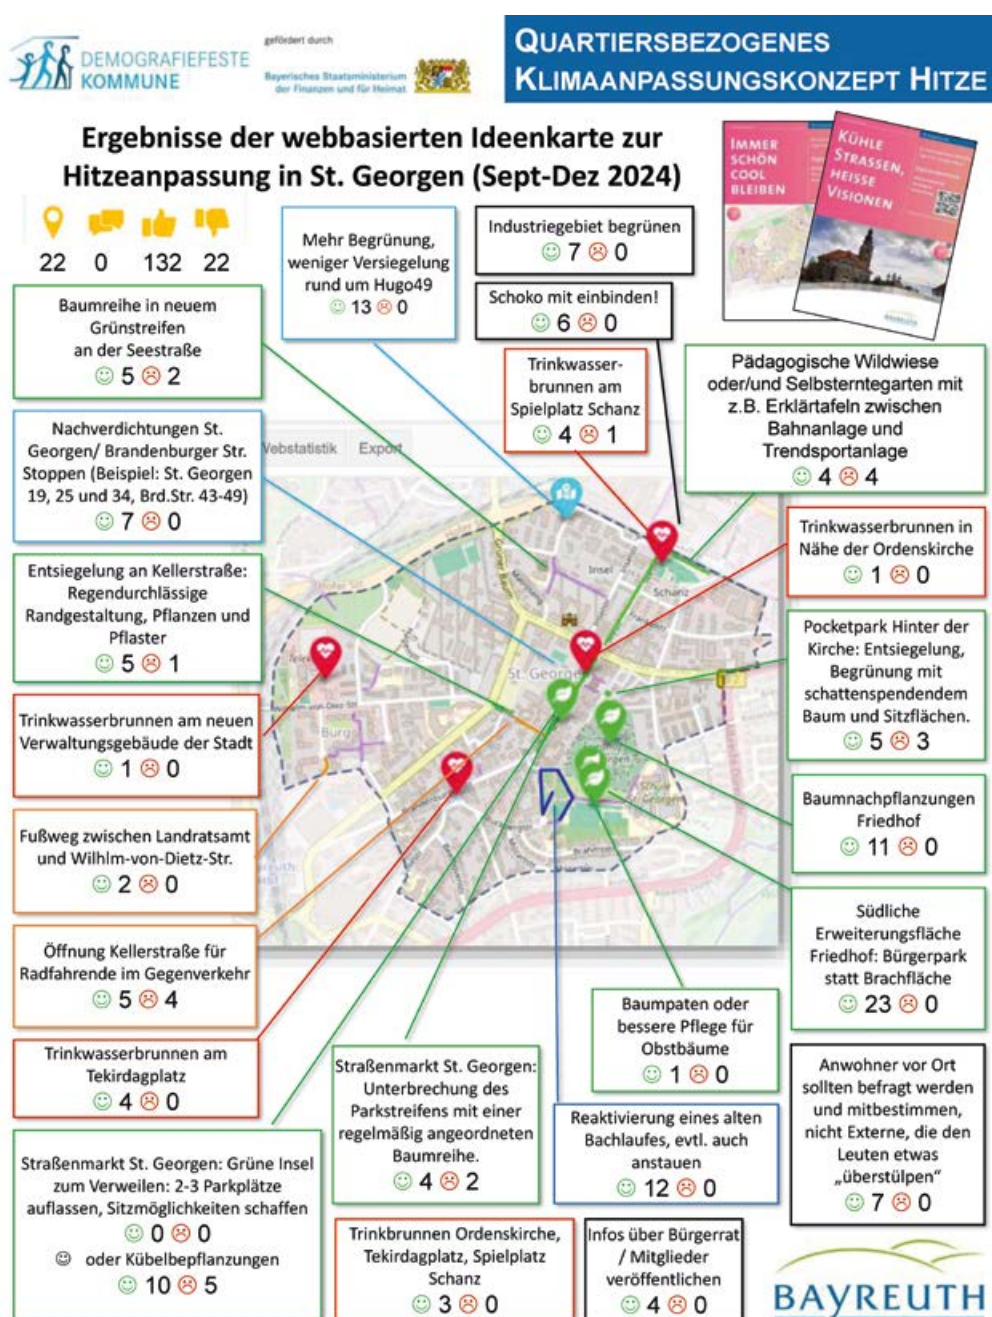 DEMOGRAFIEFESTE
KOMMUNE
gefördert durch
Bayerisches Staatsministerium
der Finanzen und für Heimat
QUARTIERSBEZOGENES
KLIMAANPASSUNGSKONZEPT HITZE
Ergebnisse der webbasierten Ideenkarte zur
Hitzeanpassung in St. Georgen (Sept-Dez 2024)
IMMER
SCHÖN
COOL
BLEIBEN
KÜHLE
STRASSEN,
HEISSE
VISIONEN
BAYREUTH
22 0 132 22
Mehr Begrünung,
weniger Versiegelung
rund um Hugo49
13 0
Industriegebiet begrünen
7 0
Schoko mit einbinden!
6 0
Baumreihe in neuem
Grünstreifen
an der Seestraße
5 2
Trinkwasser-
brunnen am
Spielplatz Schanz
4 1
Pädagogische Wildwiese
oder/und Selbsterntegarten mit
z.B. Erklärtafeln zwischen
Bahnanlage und
Trendsportanlage
4 4
Nachverdichtungen St.
Georgen/ Brandenburger Str.
Stoppen (Beispiel: St. Georgen
19, 25 und 34, Brd.Str. 43-49)
7 0
Webstatistik Export
Trinkwasserbrunnen in
Nähe der Ordenskirche
1 0
Entsiegelung an Kellerstraße:
Regendurchlässige
Randgestaltung, Pflanzen und
Pflaster
5 1
Insel
Schanz
St. Georgen
Burg
Pocketpark Hinter der
Kirche: Entsiegelung,
Begrünung mit
schattenspendendem
Baum und Sitzflächen.
5 3
Trinkwasserbrunnen am neuen
Verwaltungsgebäude der Stadt
1 0
Baumnachpflanzungen
Friedhof
11 0
Fußweg zwischen Landratsamt
und Wilhlm-von-Dietz-Str.
2 0
Südliche
Erweiterungsfläche
Friedhof: Bürgerpark
statt Brachfläche
23 0
Öffnung Kellerstraße für
Radfahrende im Gegenverkehr
5 4
Baumpaten oder
bessere Pflege für
Obstbäume
1 0
Trinkwasserbrunnen am
Tekirdagplatz
4 0
Straßenmarkt St. Georgen:
Unterbrechung des
Parkstreifens mit einer
regelmäßig angeordneten
Baumreihe.
4 2
Anwohner vor Ort
sollten befragt werden
und mitbestimmen,
nicht Externe, die den
Leuten etwas
„überstülpen“
7 0
Reaktivierung eines alten
Bachlaufes, evtl. auch
anstauen
12 0
Straßenmarkt St. Georgen: Grüne Insel
zum Verweilen: 2-3 Parkplätze
auflassen, Sitzmöglichkeiten schaffen
0 0
oder Kübelbepflanzungen
10 5
Trinkbrunnen Ordenskirche,
Tekirdagplatz, Spielplatz
Schanz
3 0
Infos über Bürgerrat
/ Mitglieder
veröffentlichen
4 0
BAYREUTH